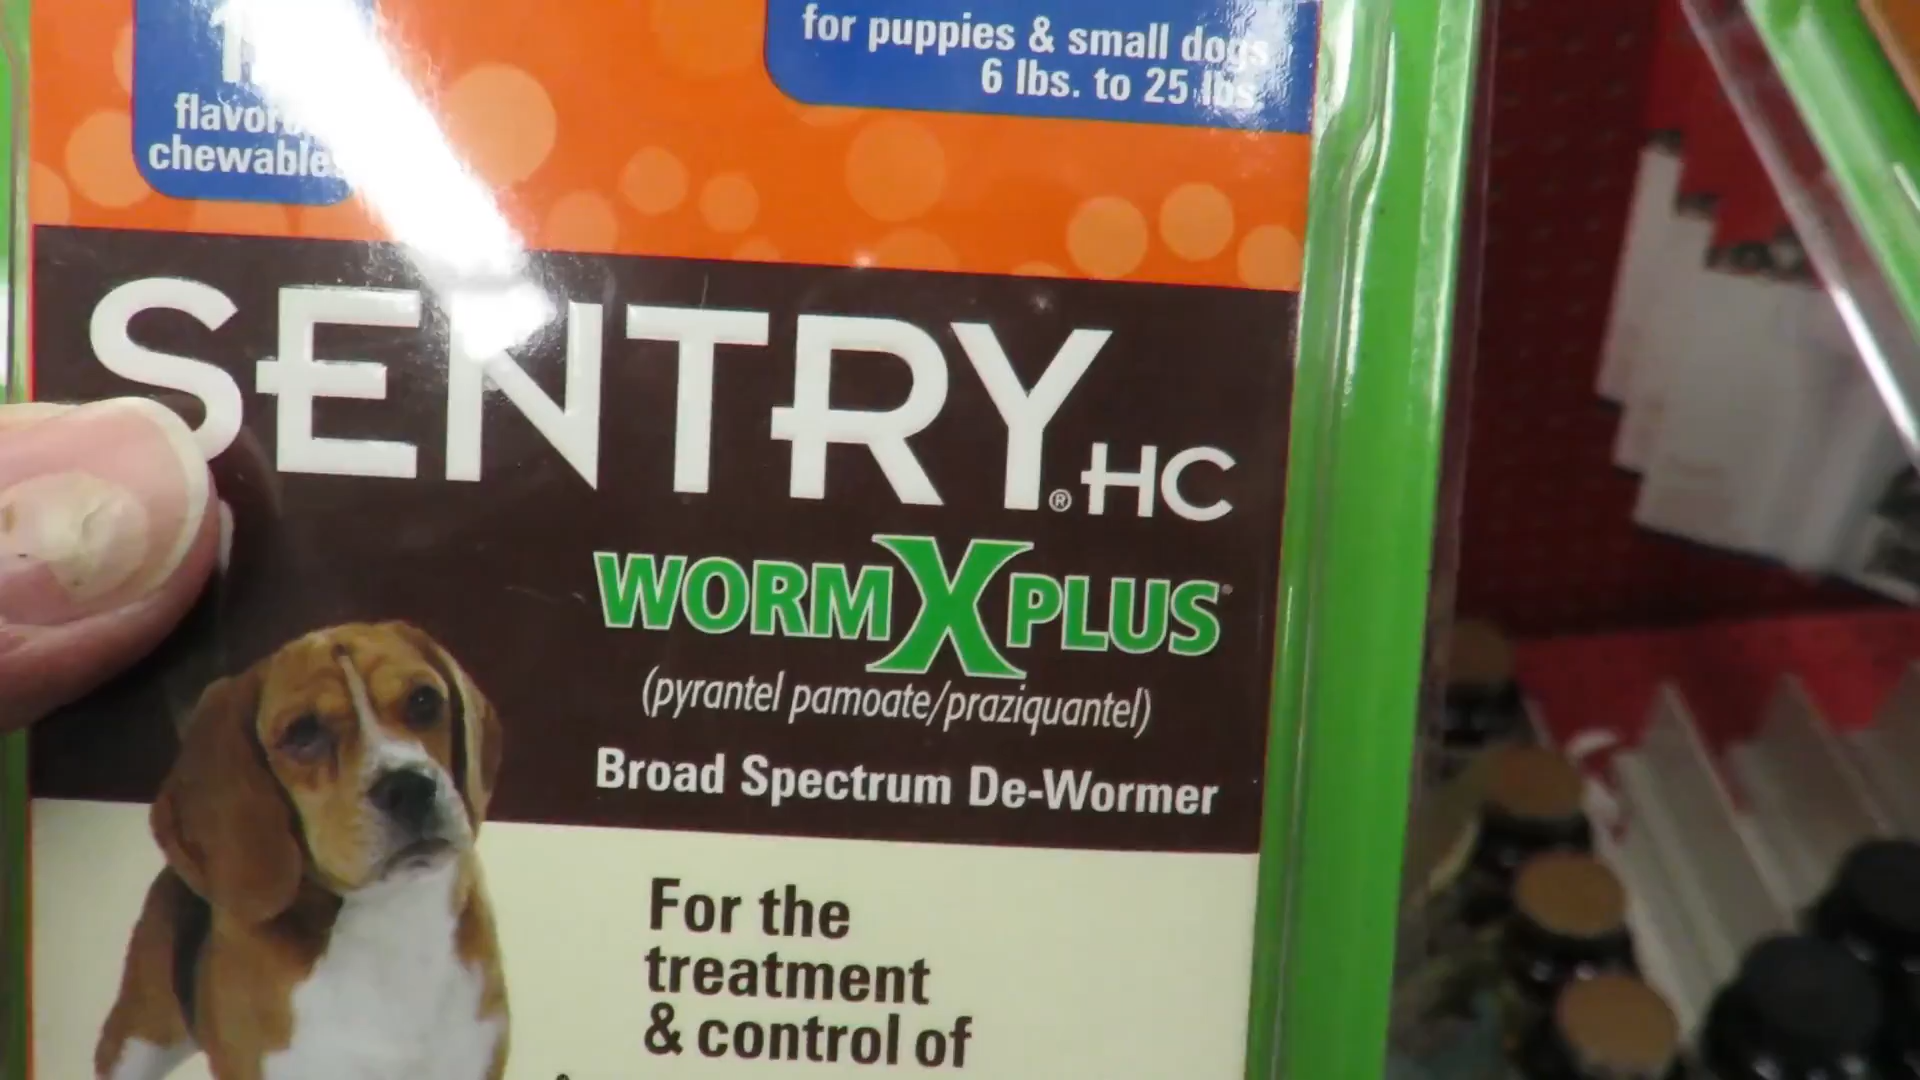 for puppies & small dogs
6 lbs. to 25 lbs.
chewable
SENTRY® HC
WORM X PLUS
(pyrantel pamoate/praziquantel)
Broad Spectrum De-Wormer
For the
treatment
& control of